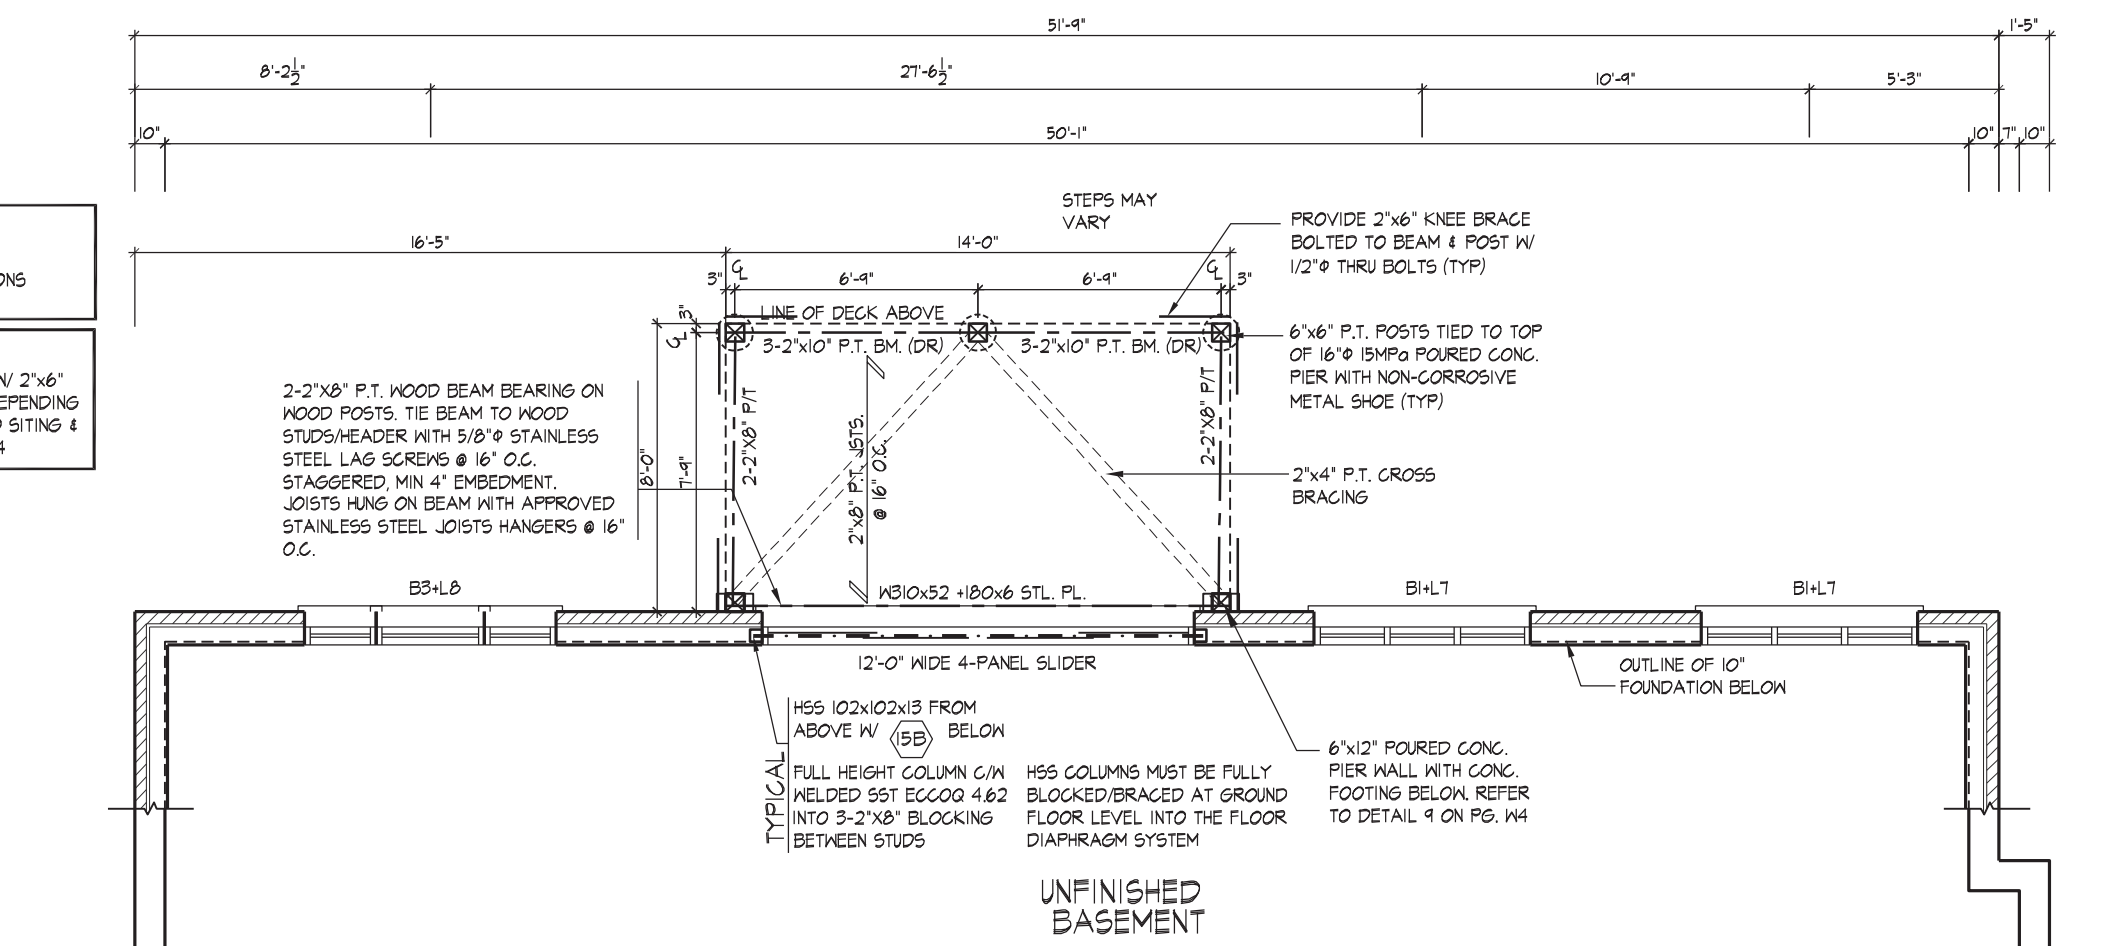 51'-9"
1'-5"
8'-2½"
27'-6½"
10'-9"
5'-3"
10"
50'-1"
10"
7"
10"
STEPS MAY
VARY
PROVIDE 2"x6" KNEE BRACE
BOLTED TO BEAM & POST W/
1/2"Φ THRU BOLTS (TYP)
16'-5"
14'-0"
3"
℄
6'-9"
6'-9"
℄
3"
ONS
LINE OF DECK ABOVE
3"
℄
3-2"x10" P.T. BM. (DR)
3-2"x10" P.T. BM. (DR)
6"x6" P.T. POSTS TIED TO TOP
OF 16"Φ 15MPa POURED CONC.
PIER WITH NON-CORROSIVE
METAL SHOE (TYP)
W/ 2"x6"
EPENDING
SITING &
4
2-2"X8" P.T. WOOD BEAM BEARING ON
WOOD POSTS. TIE BEAM TO WOOD
STUDS/HEADER WITH 5/8"Φ STAINLESS
STEEL LAG SCREWS @ 16" O.C.
STAGGERED, MIN 4" EMBEDMENT.
JOISTS HUNG ON BEAM WITH APPROVED
STAINLESS STEEL JOISTS HANGERS @ 16"
O.C.
8'-0"
7'-9"
2-2"X8" P/T
2"x8" P.T. JSTS.
@ 16" O.C.
2-2"X8" P/T
2"x4" P.T. CROSS
BRACING
B3+L8
W310x52 +180x6 STL. PL.
B1+L7
B1+L7
12'-0" WIDE 4-PANEL SLIDER
OUTLINE OF 10"
FOUNDATION BELOW
TYPICAL
HSS 102x102x13 FROM
ABOVE W/ 15B BELOW
FULL HEIGHT COLUMN C/W
WELDED SST ECCOQ 4.62
INTO 3-2"X8" BLOCKING
BETWEEN STUDS
HSS COLUMNS MUST BE FULLY
BLOCKED/BRACED AT GROUND
FLOOR LEVEL INTO THE FLOOR
DIAPHRAGM SYSTEM
6"x12" POURED CONC.
PIER WALL WITH CONC.
FOOTING BELOW. REFER
TO DETAIL 9 ON PG. W4
UNFINISHED
BASEMENT